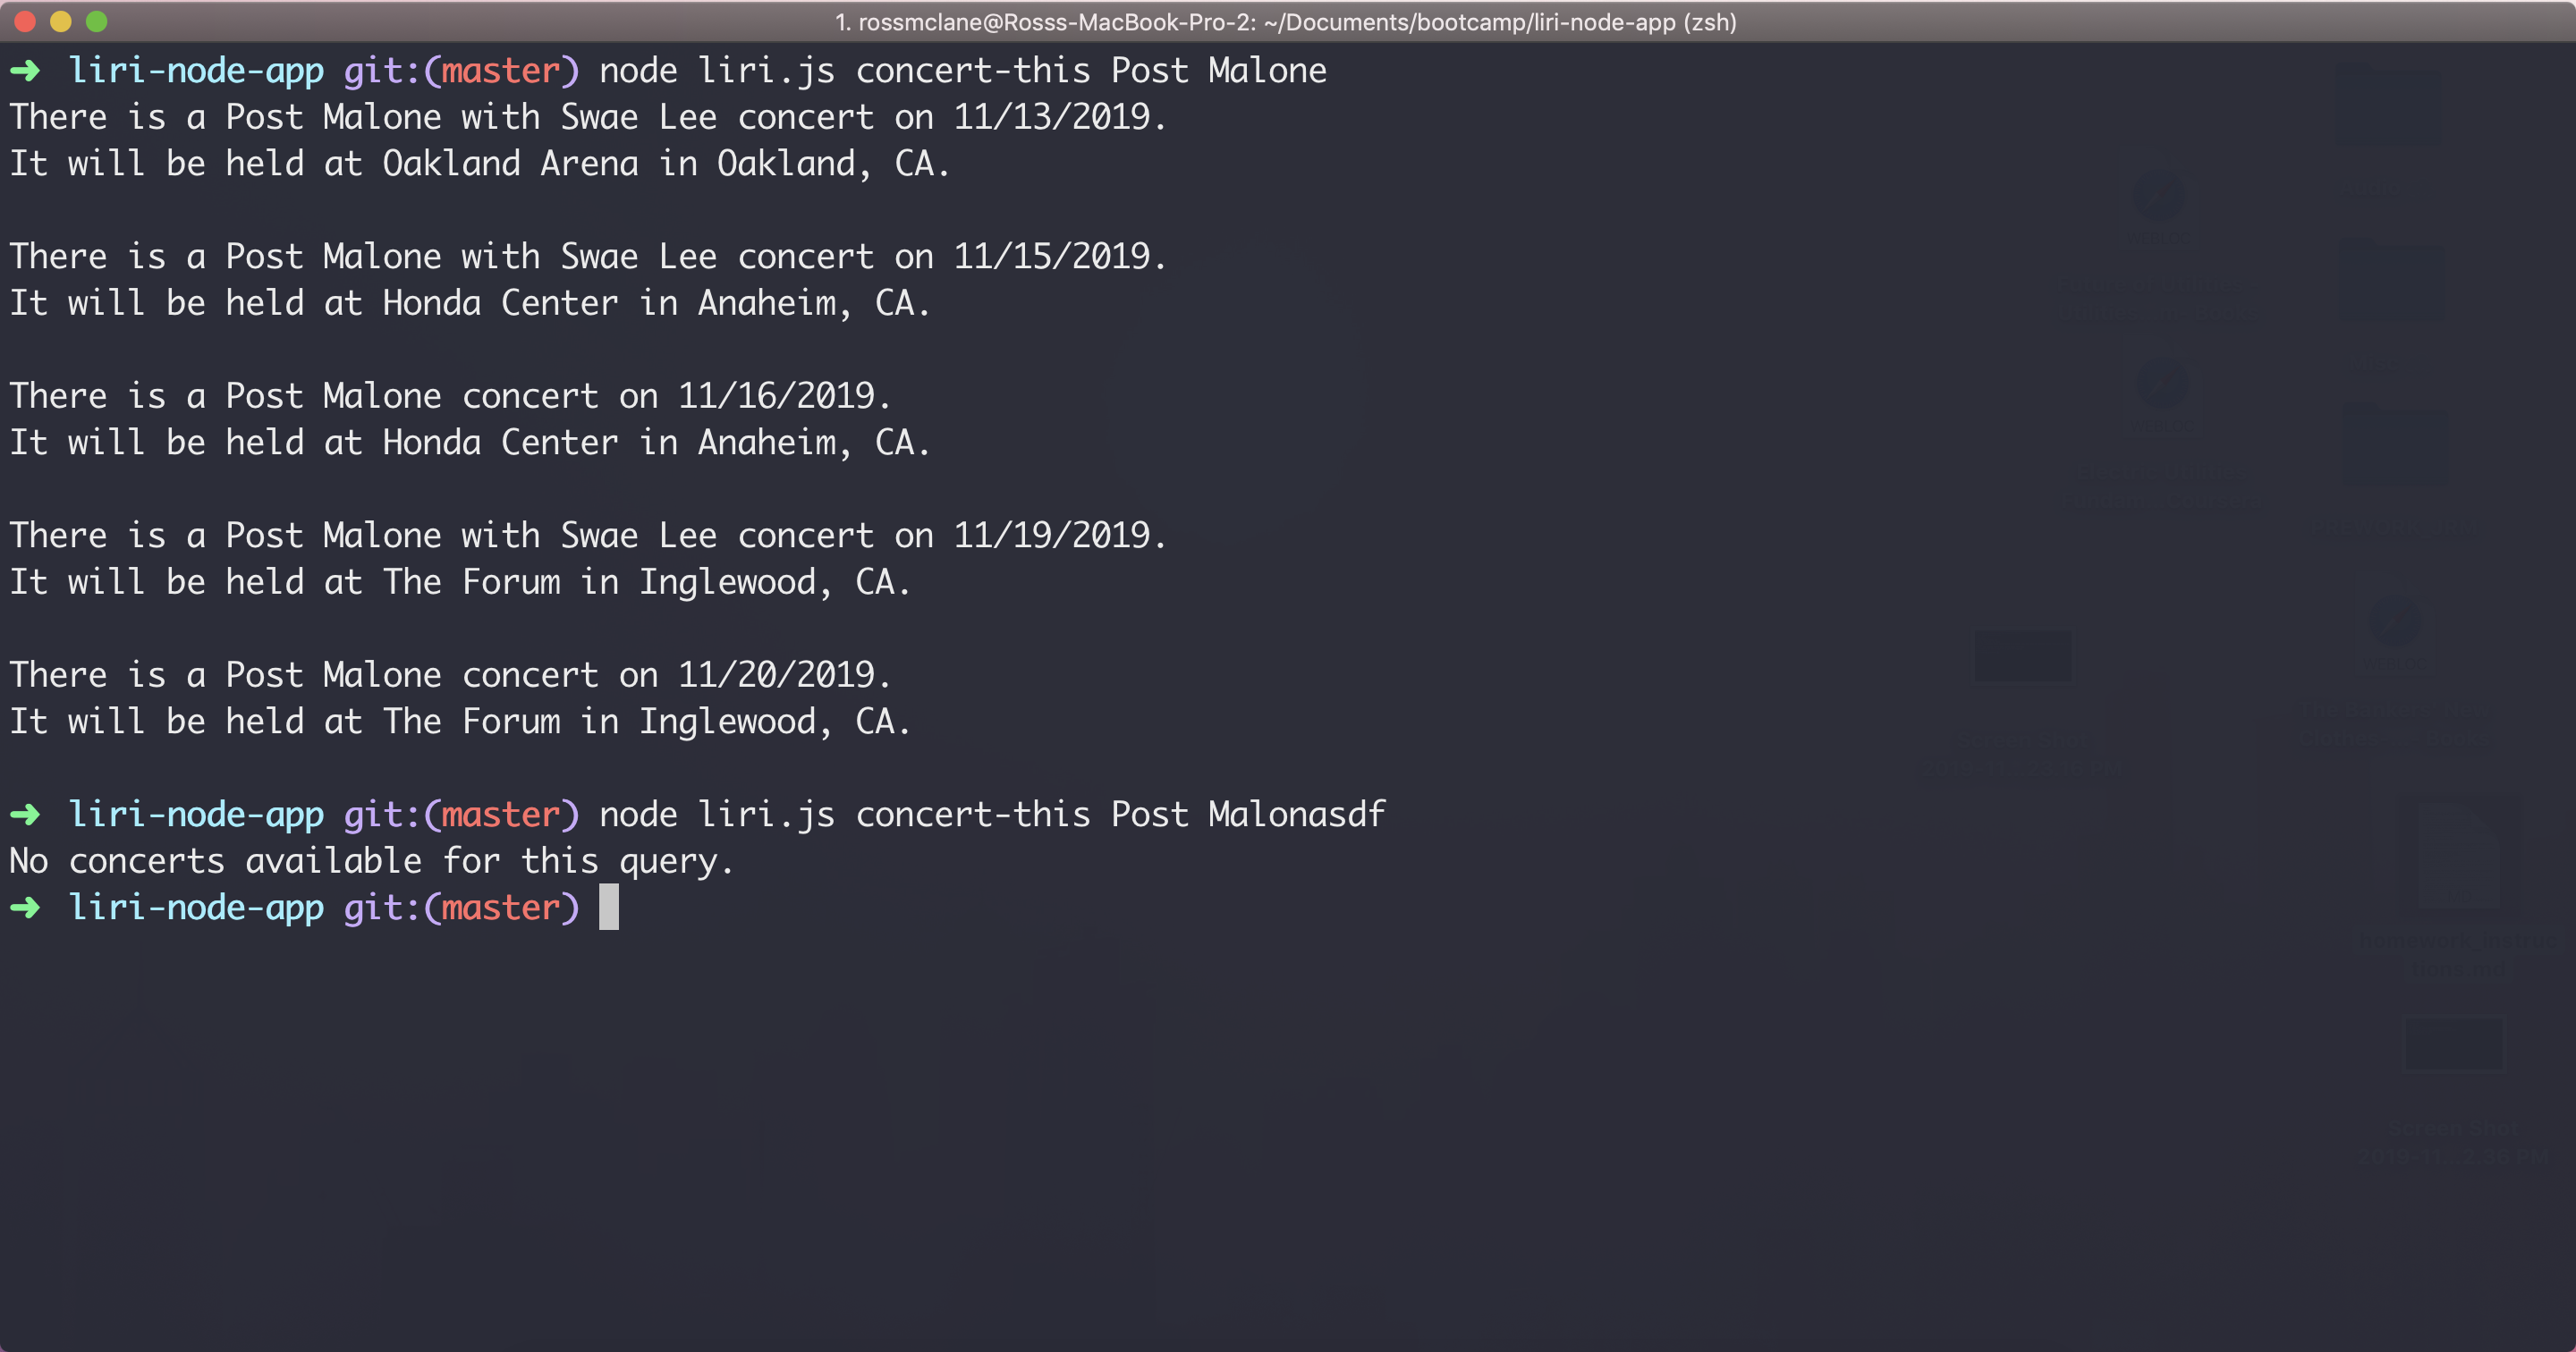 1. rossmclane@Rosss-MacBook-Pro-2: ~/Documents/bootcamp/liri-node-app (zsh)
➜ liri-node-app git:(master) node liri.js concert-this Post Malone
There is a Post Malone with Swae Lee concert on 11/13/2019.
It will be held at Oakland Arena in Oakland, CA.
There is a Post Malone with Swae Lee concert on 11/15/2019.
It will be held at Honda Center in Anaheim, CA.
There is a Post Malone concert on 11/16/2019.
It will be held at Honda Center in Anaheim, CA.
There is a Post Malone with Swae Lee concert on 11/19/2019.
It will be held at The Forum in Inglewood, CA.
There is a Post Malone concert on 11/20/2019.
It will be held at The Forum in Inglewood, CA.
➜ liri-node-app git:(master) node liri.js concert-this Post Malonasdf
No concerts available for this query.
➜ liri-node-app git:(master)
Screen Shot
Screen Shot